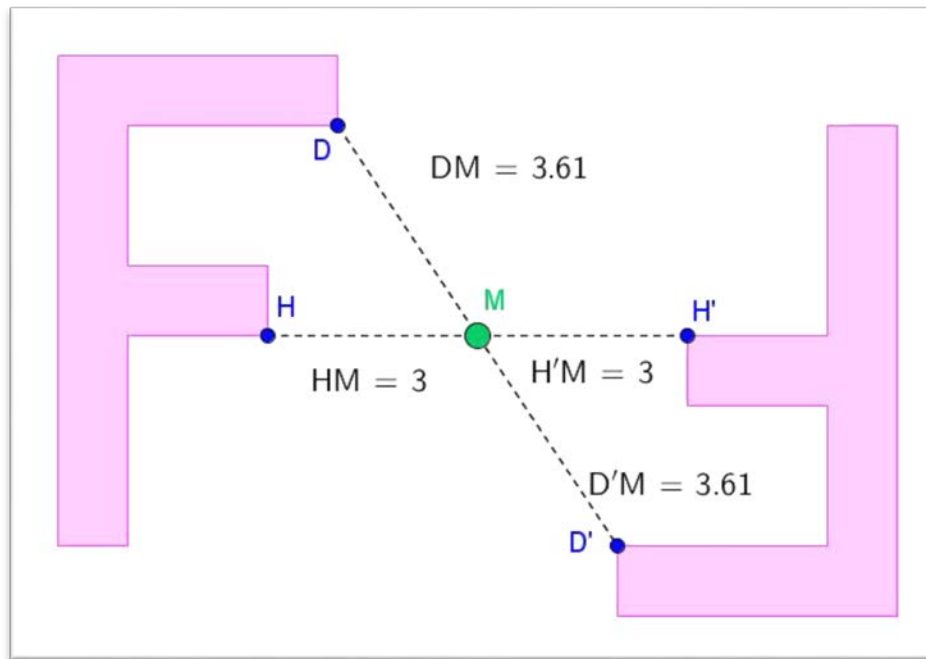 D
DM = 3.61
H
M
H'
HM = 3
H′M = 3
D′M = 3.61
D'